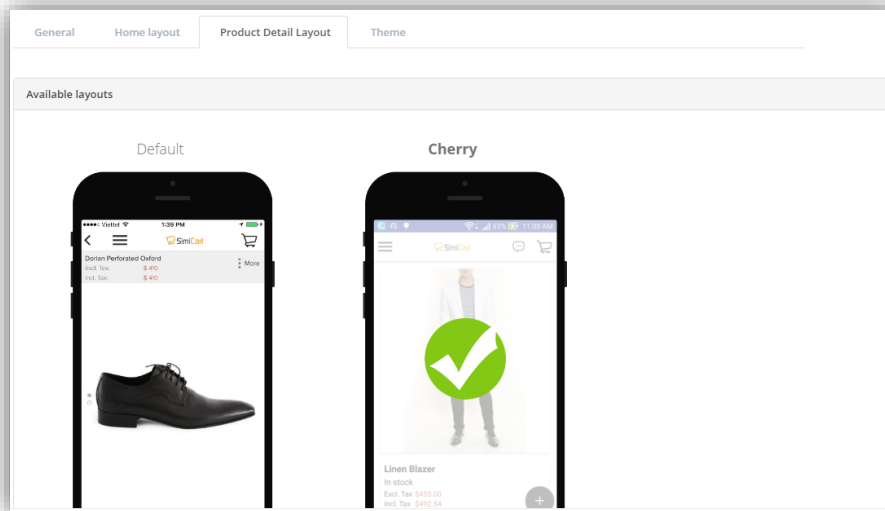 General Home layout Product Detail Layout Theme
Available layouts
Default
Viettel 1:39 PM
SimiCart
Dorian Perforated Oxford
Excl. Tax: $ 410
Incl. Tax: $ 410
More
Cherry
63% 11:00 AM
SimiCart
Linen Blazer
In stock
Excl. Tax $455.00
Incl. Tax $492.54